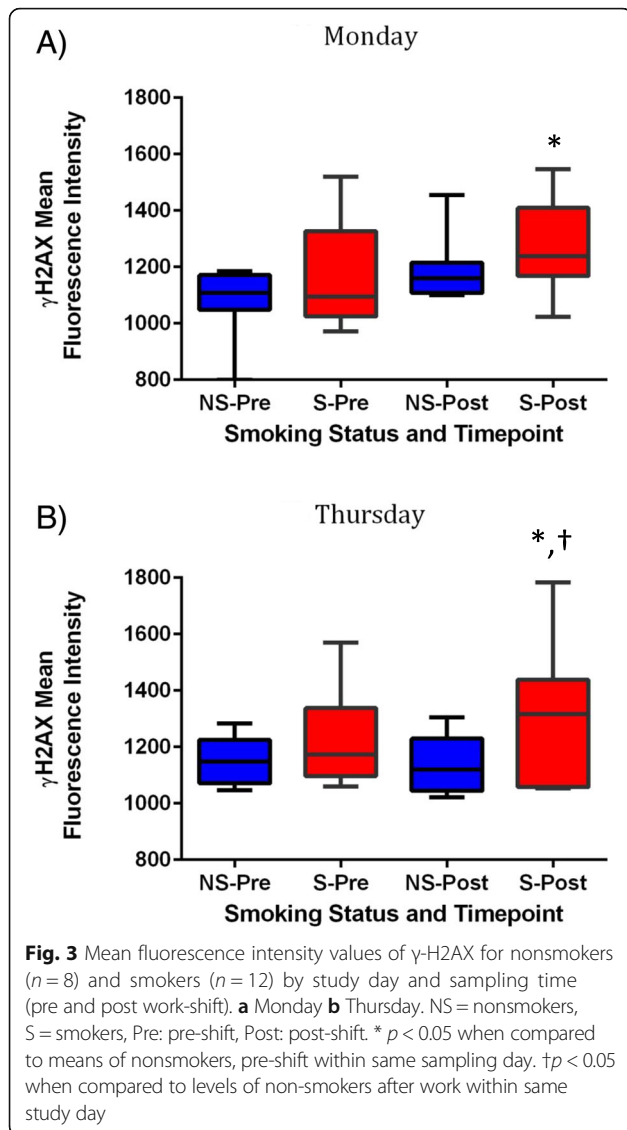 A)
Monday
*
γH2AX Mean
Fluorescence Intensity
1800
1600
1400
1200
1000
800
NS-Pre S-Pre NS-Post S-Post
Smoking Status and Timepoint
B)
Thursday
*,†
γH2AX Mean
Fluorescence Intensity
1800
1600
1400
1200
1000
800
NS-Pre S-Pre NS-Post S-Post
Smoking Status and Timepoint
Fig. 3 Mean fluorescence intensity values of γ-H2AX for nonsmokers
(n = 8) and smokers (n = 12) by study day and sampling time
(pre and post work-shift). a Monday b Thursday. NS = nonsmokers,
S = smokers, Pre: pre-shift, Post: post-shift. * p < 0.05 when compared
to means of nonsmokers, pre-shift within same sampling day. †p < 0.05
when compared to levels of non-smokers after work within same
study day